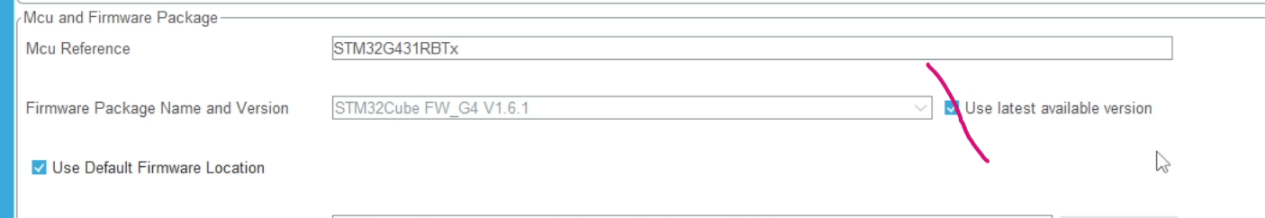 Mcu and Firmware Package
Mcu Reference STM32G431RBTx
Firmware Package Name and Version STM32Cube FW_G4 V1.6.1 Use latest available version
Use Default Firmware Location